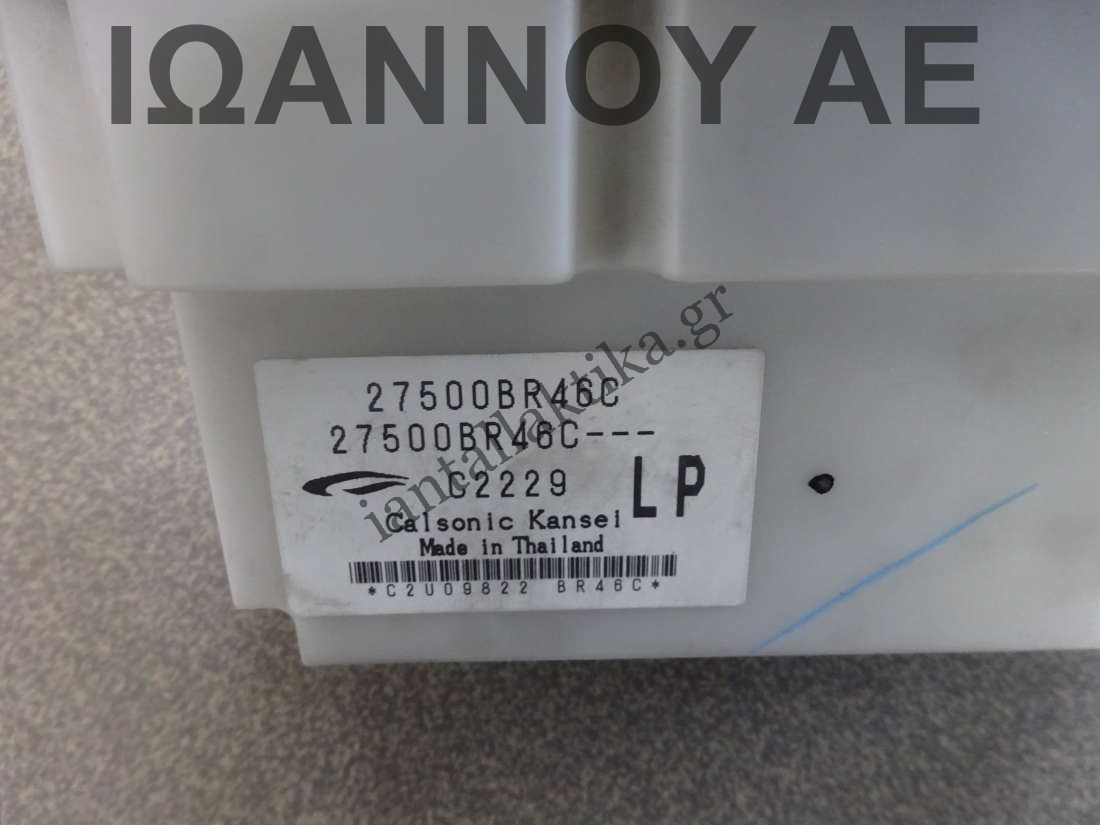 ΙΩΑΝΝΟΥ ΑΕ
iantallaktika.gr
27500BR46C
27500BR46C---
C2229
LP
Calsonic Kansei
Made in Thailand
*C2U09822 BR46C*